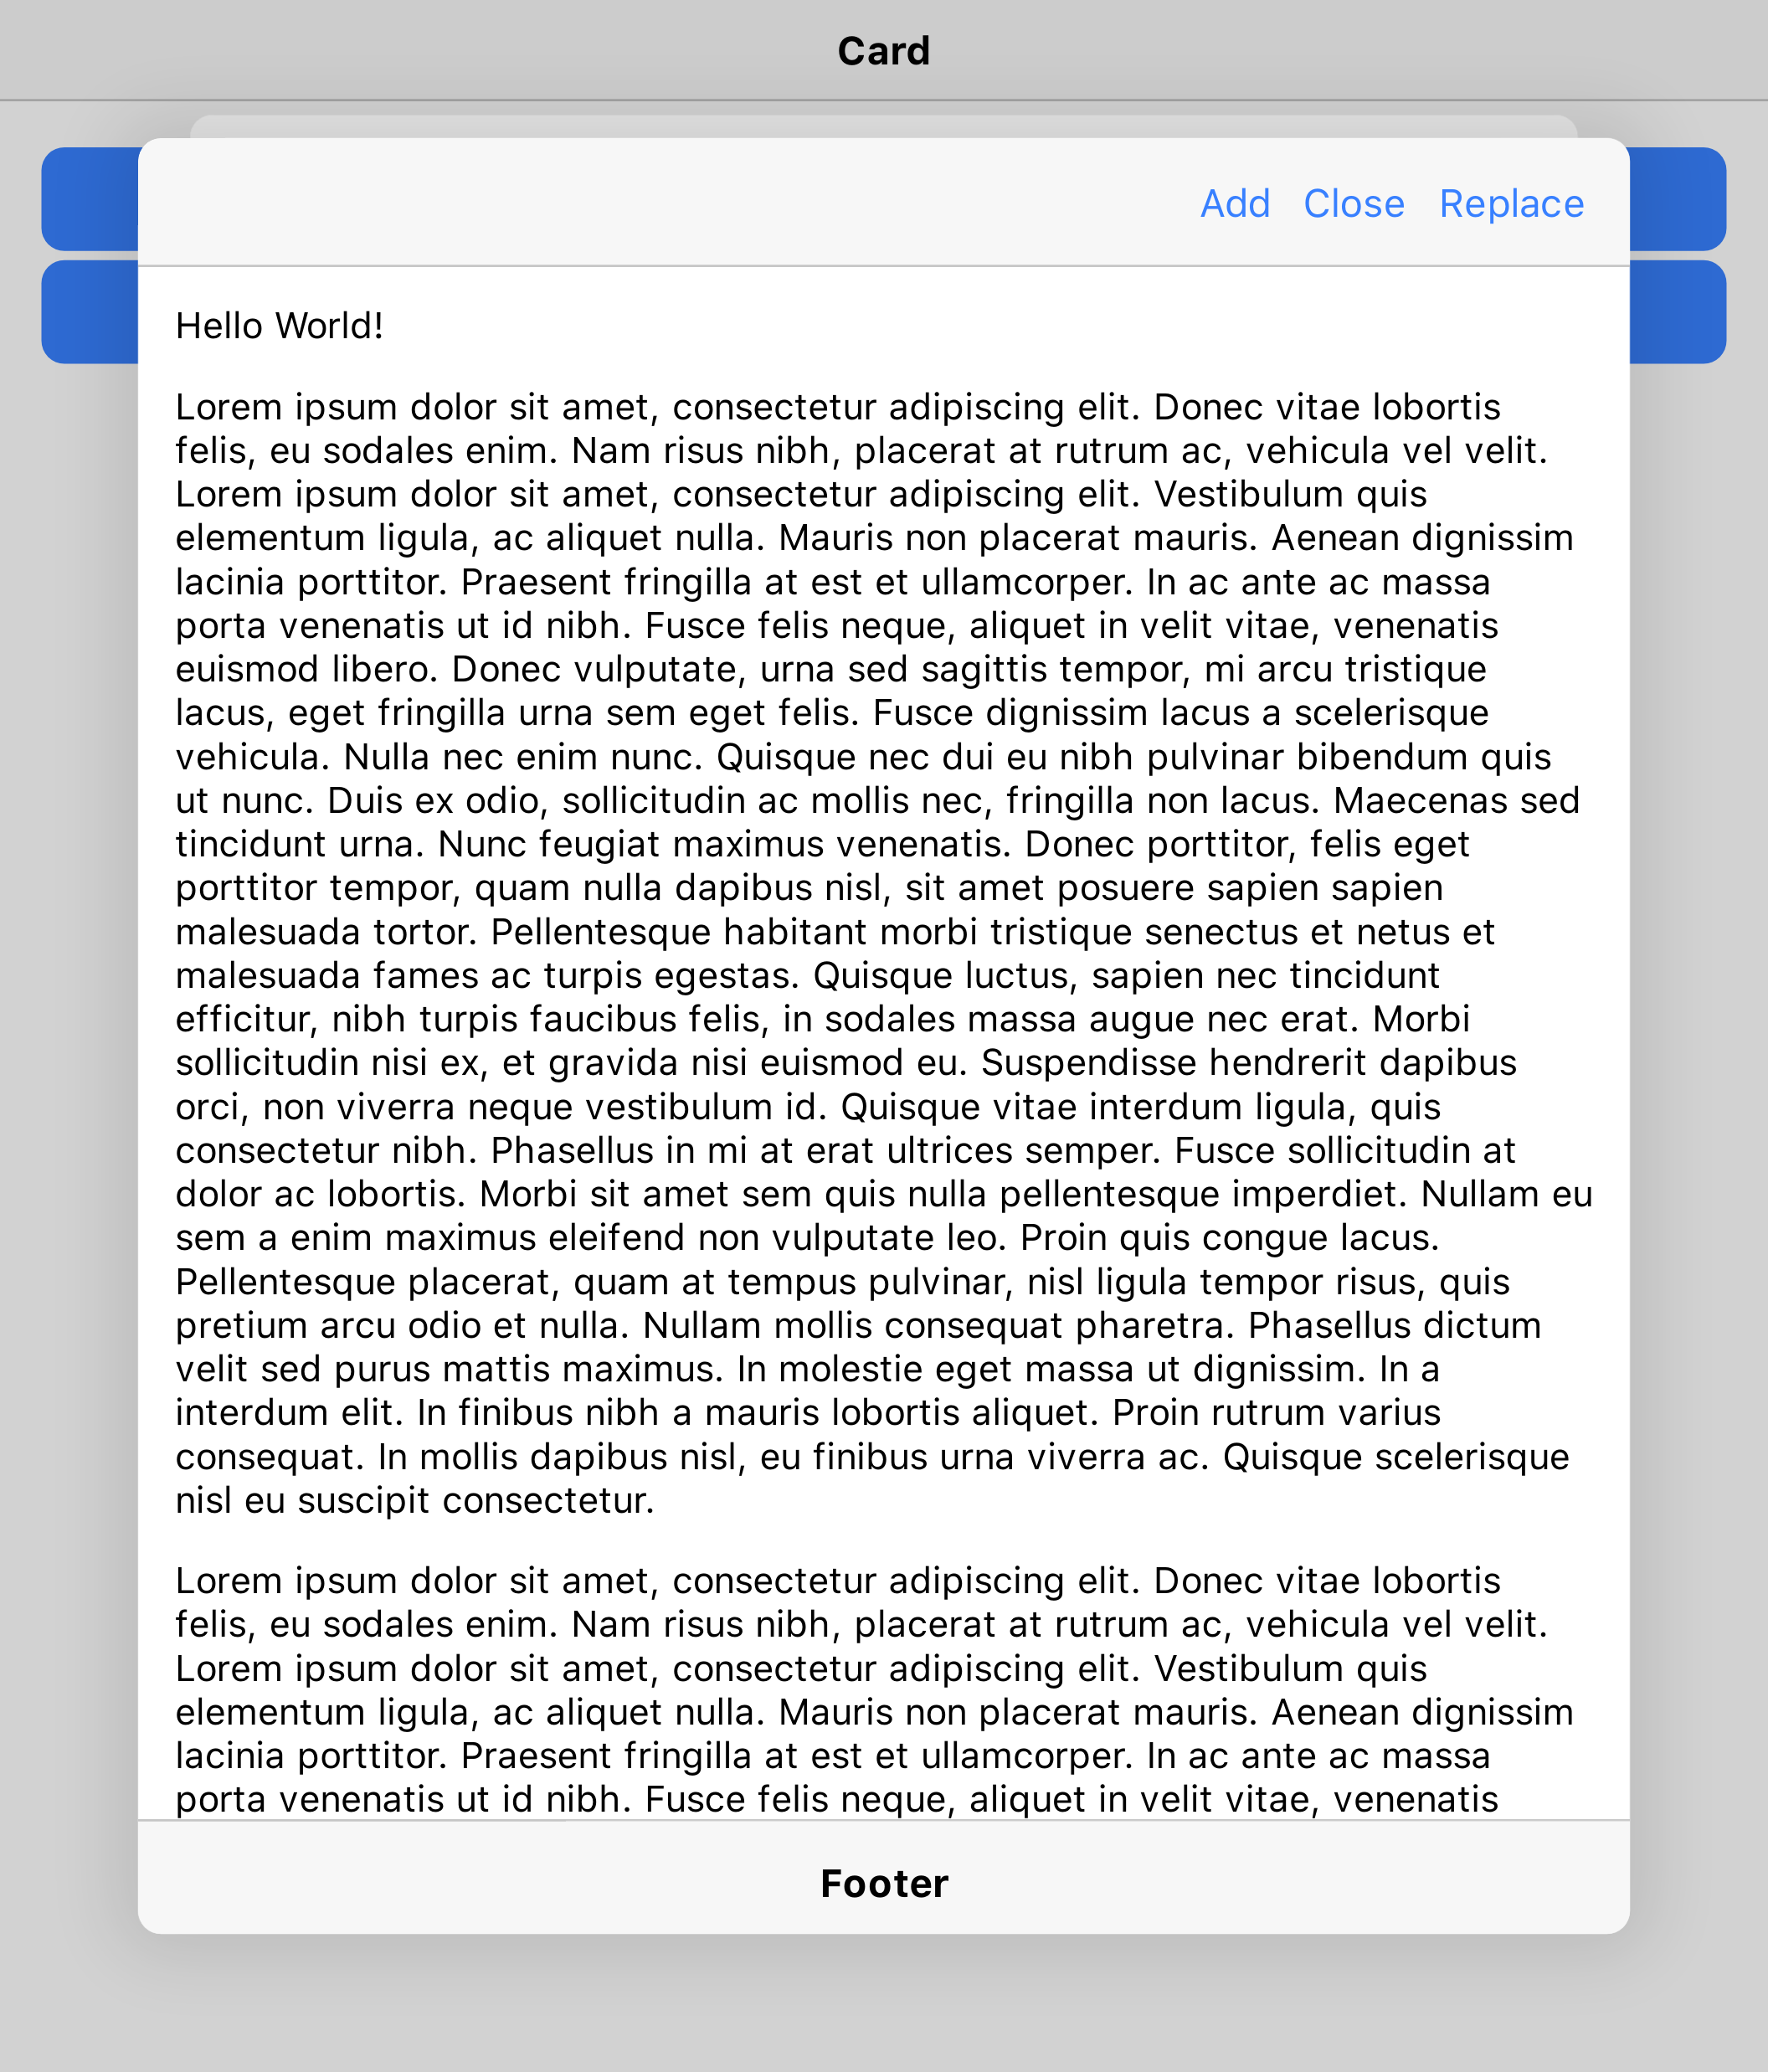 Card
Add Close Replace
Hello World!
Lorem ipsum dolor sit amet, consectetur adipiscing elit. Donec vitae lobortis
felis, eu sodales enim. Nam risus nibh, placerat at rutrum ac, vehicula vel velit.
Lorem ipsum dolor sit amet, consectetur adipiscing elit. Vestibulum quis
elementum ligula, ac aliquet nulla. Mauris non placerat mauris. Aenean dignissim
lacinia porttitor. Praesent fringilla at est et ullamcorper. In ac ante ac massa
porta venenatis ut id nibh. Fusce felis neque, aliquet in velit vitae, venenatis
euismod libero. Donec vulputate, urna sed sagittis tempor, mi arcu tristique
lacus, eget fringilla urna sem eget felis. Fusce dignissim lacus a scelerisque
vehicula. Nulla nec enim nunc. Quisque nec dui eu nibh pulvinar bibendum quis
ut nunc. Duis ex odio, sollicitudin ac mollis nec, fringilla non lacus. Maecenas sed
tincidunt urna. Nunc feugiat maximus venenatis. Donec porttitor, felis eget
porttitor tempor, quam nulla dapibus nisl, sit amet posuere sapien sapien
malesuada tortor. Pellentesque habitant morbi tristique senectus et netus et
malesuada fames ac turpis egestas. Quisque luctus, sapien nec tincidunt
efficitur, nibh turpis faucibus felis, in sodales massa augue nec erat. Morbi
sollicitudin nisi ex, et gravida nisi euismod eu. Suspendisse hendrerit dapibus
orci, non viverra neque vestibulum id. Quisque vitae interdum ligula, quis
consectetur nibh. Phasellus in mi at erat ultrices semper. Fusce sollicitudin at
dolor ac lobortis. Morbi sit amet sem quis nulla pellentesque imperdiet. Nullam eu
sem a enim maximus eleifend non vulputate leo. Proin quis congue lacus.
Pellentesque placerat, quam at tempus pulvinar, nisl ligula tempor risus, quis
pretium arcu odio et nulla. Nullam mollis consequat pharetra. Phasellus dictum
velit sed purus mattis maximus. In molestie eget massa ut dignissim. In a
interdum elit. In finibus nibh a mauris lobortis aliquet. Proin rutrum varius
consequat. In mollis dapibus nisl, eu finibus urna viverra ac. Quisque scelerisque
nisl eu suscipit consectetur.
Lorem ipsum dolor sit amet, consectetur adipiscing elit. Donec vitae lobortis
felis, eu sodales enim. Nam risus nibh, placerat at rutrum ac, vehicula vel velit.
Lorem ipsum dolor sit amet, consectetur adipiscing elit. Vestibulum quis
elementum ligula, ac aliquet nulla. Mauris non placerat mauris. Aenean dignissim
lacinia porttitor. Praesent fringilla at est et ullamcorper. In ac ante ac massa
porta venenatis ut id nibh. Fusce felis neque, aliquet in velit vitae, venenatis
Footer